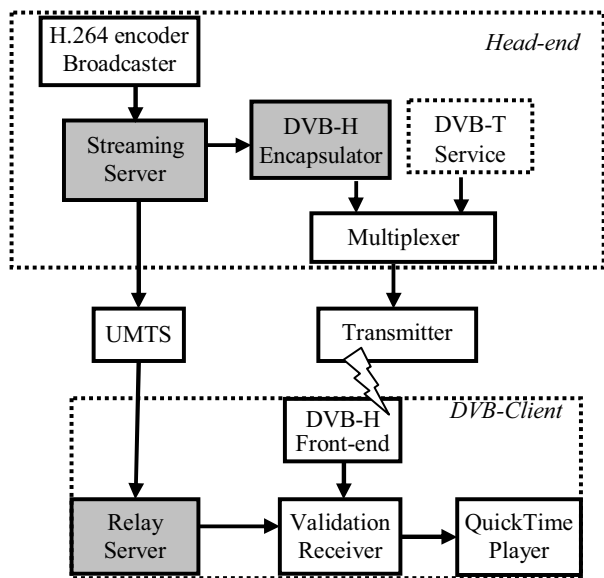 H.264 encoder
Broadcaster
Head-end
Streaming
Server
DVB-H
Encapsulator
DVB-T
Service
Multiplexer
UMTS
Transmitter
DVB-H
Front-end
DVB-Client
Relay
Server
Validation
Receiver
QuickTime
Player